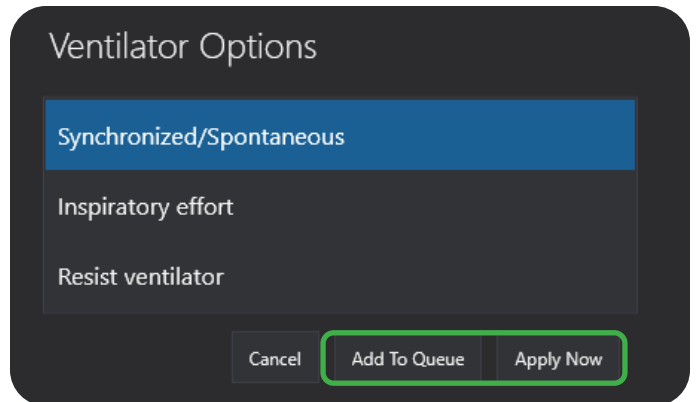 Ventilator Options
Synchronized/Spontaneous
Inspiratory effort
Resist ventilator
Cancel Add To Queue Apply Now